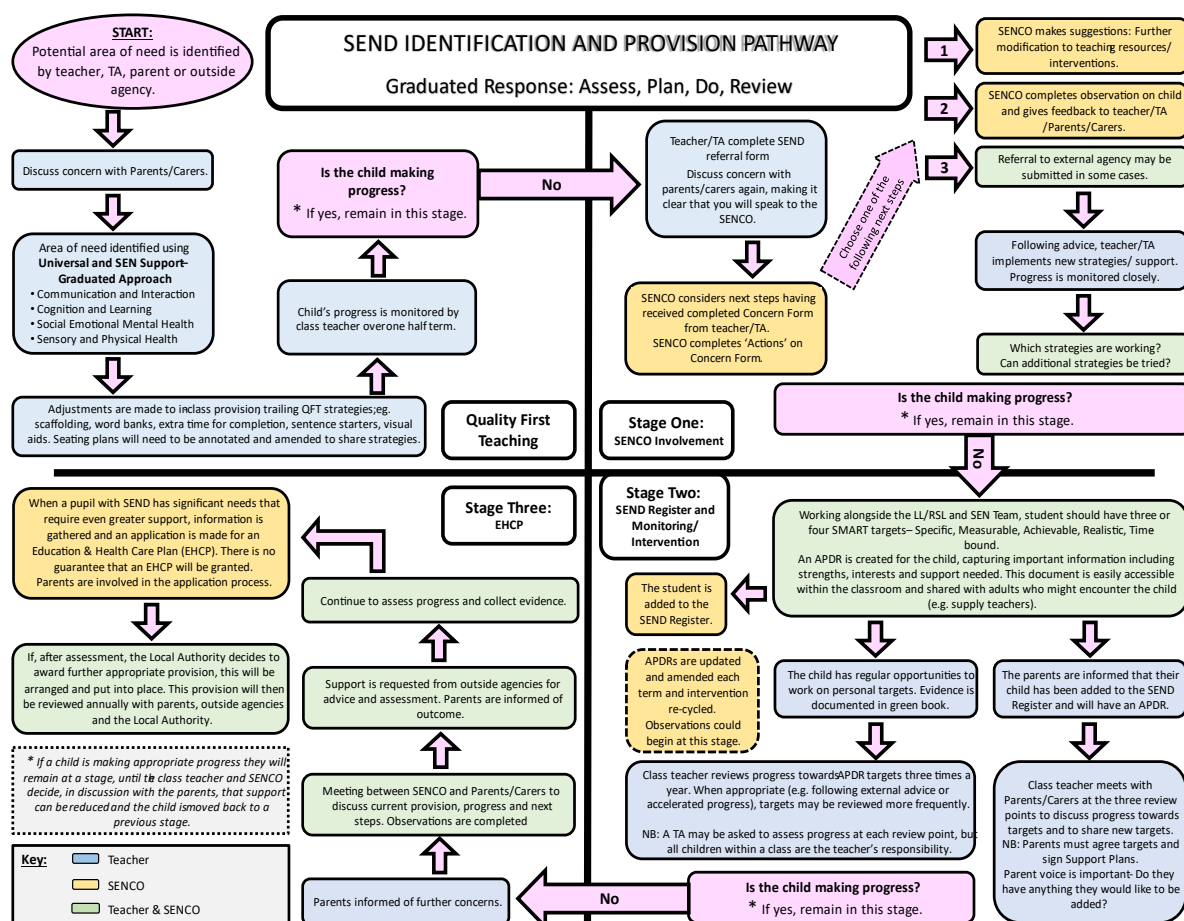 START:
Potential area of need is identified
by teacher, TA, parent or outside
agency.
SEND IDENTIFICATION AND PROVISION PATHWAY
Graduated Response: Assess, Plan, Do, Review
1
SENCO makes suggestions: Further
modification to teaching resources/
interventions.
2
SENCO completes observation on child
and gives feedback to teacher/TA
/Parents/Carers.
3
Referral to external agency may be
submitted in some cases.
Discuss concern with Parents/Carers.
Area of need identified using
Universal and SEN Support–
Graduated Approach
• Communication and Interaction
• Cognition and Learning
• Social Emotional Mental Health
• Sensory and Physical Health
Adjustments are made to inclass provision, trailing QFT strategies;eg.
scaffolding, word banks, extra time for completion, sentence starters, visual
aids. Seating plans will need to be annotated and amended to share strategies.
Child's progress is monitored by
class teacher overone half term.
Is the child making
progress?
* If yes, remain in this stage.
No
Quality First
Teaching
Teacher/TA complete SEND
referral form
Discuss concern with
parents/carers again, making it
clear that you will speak to the
SENCO.
SENCO considers next steps having
received completed Concern Form
from teacher/TA.
SENCO completes 'Actions' on
Concern Form.
Choose one of the
following next steps
Following advice, teacher/TA
implements new strategies/ support.
Progress is monitored closely.
Which strategies are working?
Can additional strategies be tried?
Is the child making progress?
* If yes, remain in this stage.
No
Stage One:
SENCO Involvement
Stage Two:
SEND Register and
Monitoring/
Intervention
Working alongside the LL/RSL and SEN Team, student should have three or
four SMART targets– Specific, Measurable, Achievable, Realistic, Time
bound.
An APDR is created for the child, capturing important information including
strengths, interests and support needed. This document is easily accessible
within the classroom and shared with adults who might encounter the child
(e.g. supply teachers).
The student is
added to the
SEND Register.
APDRs are updated
and amended each
term and intervention
re-cycled.
Observations could
begin at this stage.
The child has regular opportunities to
work on personal targets. Evidence is
documented in green book.
The parents are informed that their
child has been added to the SEND
Register and will have an APDR.
Class teacher reviews progress towardsAPDR targets three times a
year. When appropriate (e.g. following external advice or
accelerated progress), targets may be reviewed more frequently.
NB: A TA may be asked to assess progress at each review point, but
all children within a class are the teacher's responsibility.
Class teacher meets with
Parents/Carers at the three review
points to discuss progress towards
targets and to share new targets.
NB: Parents must agree targets and
sign Support Plans.
Parent voice is important- Do they
have anything they would like to be
added?
Is the child making progress?
* If yes, remain in this stage.
No
Stage Three:
EHCP
Parents informed of further concerns.
Meeting between SENCO and Parents/Carers to
discuss current provision, progress and next
steps. Observations are completed
Support is requested from outside agencies for
advice and assessment. Parents are informed of
outcome.
Continue to assess progress and collect evidence.
When a pupil with SEND has significant needs that
require even greater support, information is
gathered and an application is made for an
Education & Health Care Plan (EHCP). There is no
guarantee that an EHCP will be granted.
Parents are involved in the application process.
If, after assessment, the Local Authority decides to
award further appropriate provision, this will be
arranged and put into place. This provision will then
be reviewed annually with parents, outside agencies
and the Local Authority.
* If a child is making appropriate progress they will
remain at a stage, until the class teacher and SENCO
decide, in discussion with the parents, that support
can be reduced and the child ismoved back to a
previous stage.
Key:
Teacher
SENCO
Teacher & SENCO